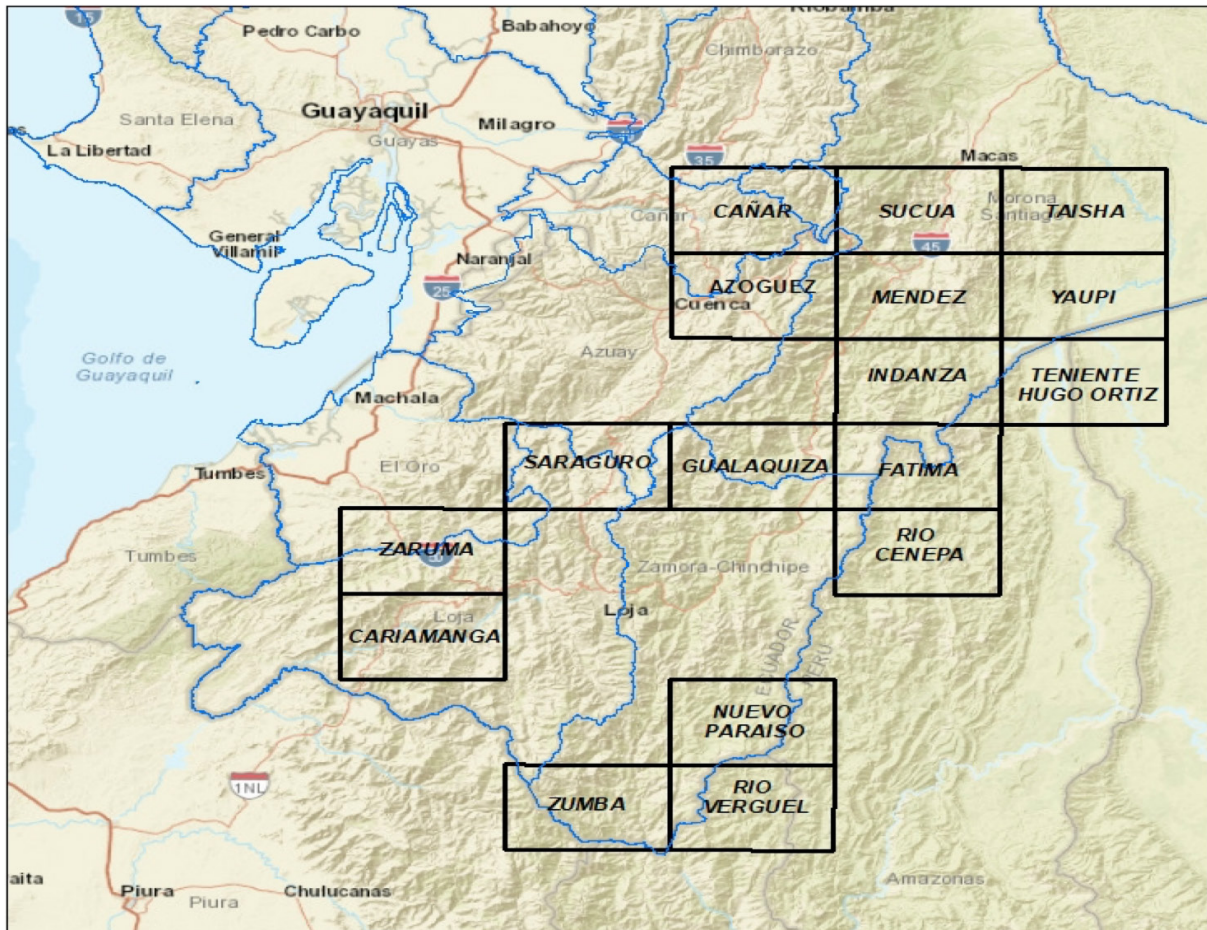 15
Pedro Carbo
Babahoyo
Riobamba
Chimborazo
Guayaquil
Santa Elena
Guayas
Milagro
La Libertad
35
Macas
CAÑAR
SUCUA
Morona
Santiago
TAISHA
Cañar
General
Villamil
Naranjal
45
25
AZOGUEZ
Cuenca
MENDEZ
YAUPI
Golfo de
Guayaquil
Azuay
Machala
INDANZA
TENIENTE
HUGO ORTIZ
Tumbes
El Oro
SARAGURO
GUALAQUIZA
FATIMA
Tumbes
ZARUMA
RIO
CENEPA
Zamora-Chinchipe
Loja
Loja
CARIAMANGA
ECUADOR
PERU
NUEVO
PARAISO
1NL
ZUMBA
RIO
VERGUEL
aita
Piura
Piura
Chulucanas
Amazonas